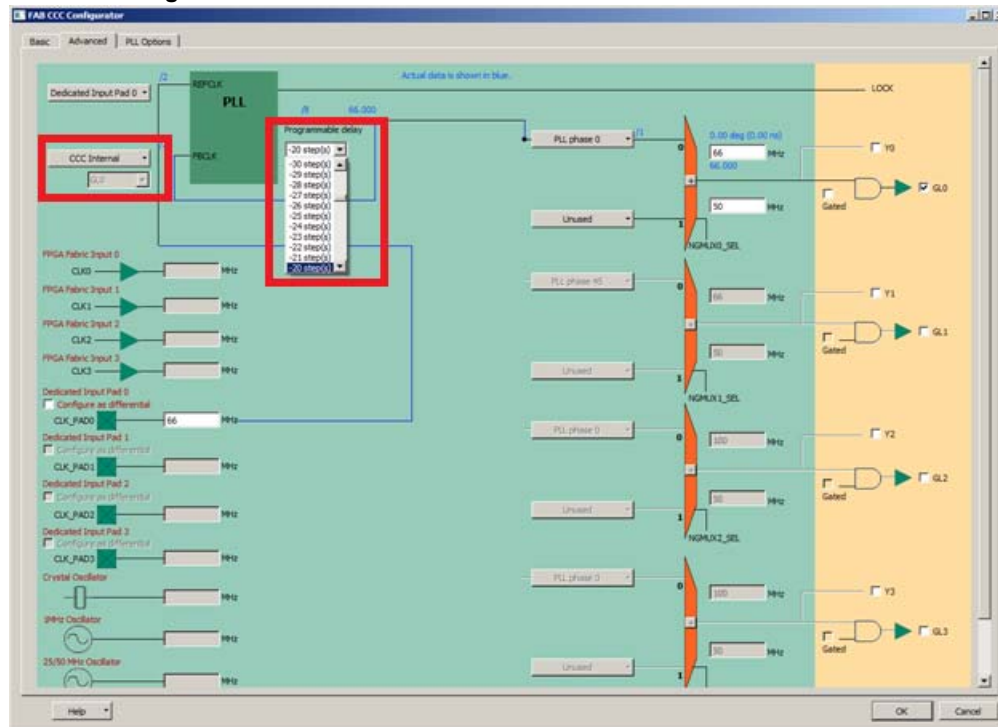 FAB CCC Configurator
Basic Advanced PLL Options
Actual data is shown in blue.
Dedicated Input Pad 0
/2
REFCLK
PLL
LOCK
/8 66.000
Programmable delay
-20 step(s)
-30 step(s)
-29 step(s)
-28 step(s)
-27 step(s)
-26 step(s)
-25 step(s)
-24 step(s)
-23 step(s)
-22 step(s)
-21 step(s)
-20 step(s)
CCC Internal
GL0
FBCLK
PLL phase 0
/1
0
0.00 deg (0.00 ns)
66 MHz
66.000
Y0
Gated
GL0
Unused
1
50 MHz
NGMUX0_SEL
FPGA Fabric Input 0
CLK0 MHz
FPGA Fabric Input 1
CLK1 MHz
FPGA Fabric Input 2
CLK2 MHz
FPGA Fabric Input 3
CLK3 MHz
Dedicated Input Pad 0
Configure as differential
CLK_PAD0 66 MHz
Dedicated Input Pad 1
Configure as differential
CLK_PAD1 MHz
Dedicated Input Pad 2
Configure as differential
CLK_PAD2 MHz
Dedicated Input Pad 3
Configure as differential
CLK_PAD3 MHz
Crystal Oscillator
MHz
1MHz Oscillator
MHz
25/50 MHz Oscillator
MHz
PLL phase 45
0
66 MHz
Y1
Gated
GL1
Unused
1
50 MHz
NGMUX1_SEL
PLL phase 0
0
100 MHz
Y2
Gated
GL2
Unused
1
50 MHz
NGMUX2_SEL
PLL phase 0
0
100 MHz
Y3
Gated
GL3
Unused
1
50 MHz
Help
OK Cancel